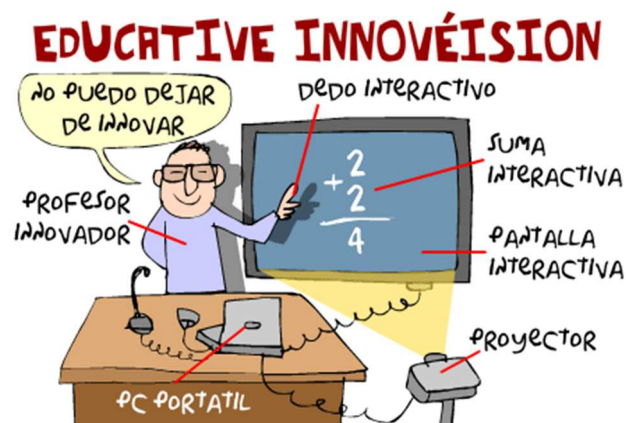 EDUCATIVE INNOVÉISION
NO PUEDO DEJAR
DE INNOVAR
DEDO INTERACTIVO
SUMA
INTERACTIVA
PROFESOR
INNOVADOR
+2
2
4
PANTALLA
INTERACTIVA
PROYECTOR
PC PORTATIL